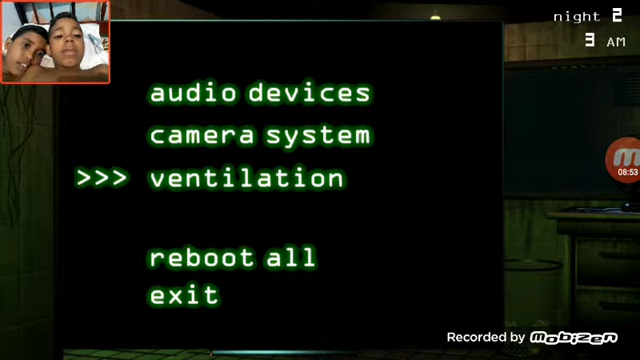 night 2
3 AM
audio devices
camera system
>>> ventilation
08:53
reboot all
exit
Recorded by mobizen